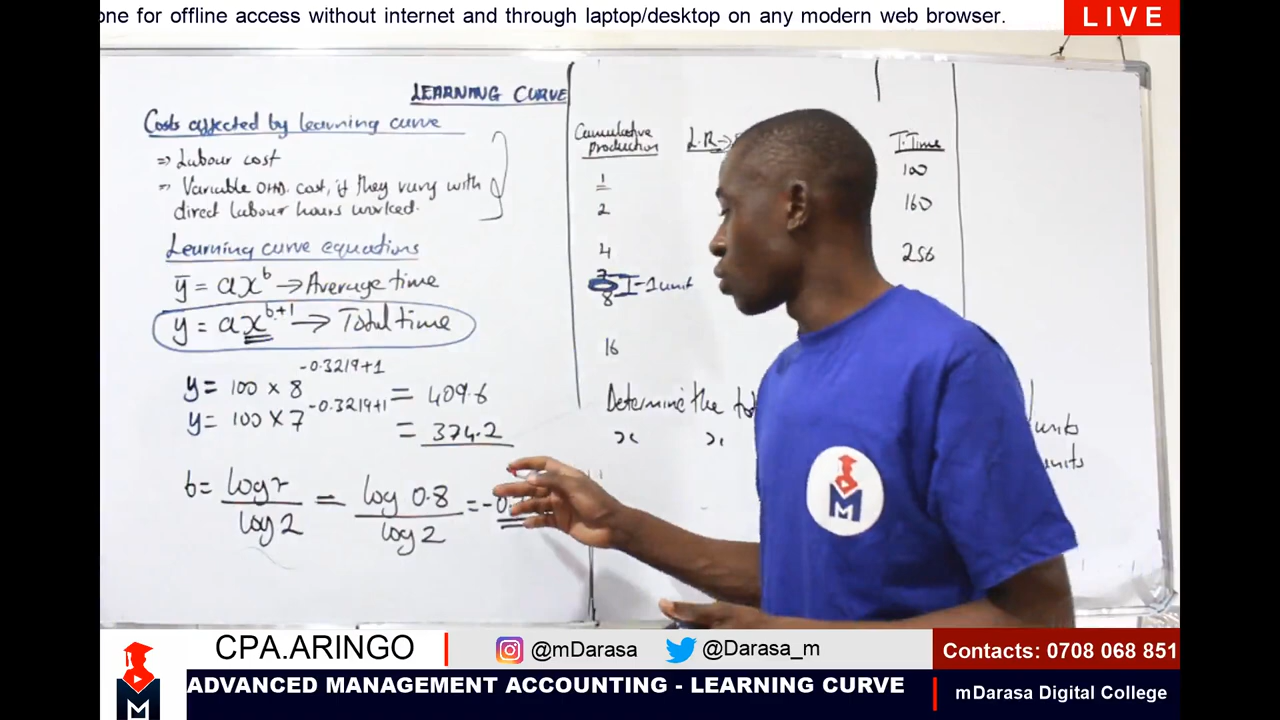 one for offline access without internet and through laptop/desktop on any modern web browser.
LIVE
LEARNING CURVE
Costs affected by learning curve
⇒ Labour cost
⇒ Variable OHD. cost, if they vary with
direct labour hours worked.
Learning curve equations
ȳ = ax^b → Average time
y = ax^b+1 → Total time
y = 100 × 8^-0.3219+1 = 409.6
y = 100 × 7^-0.3219+1 = 374.2
b = log r / log 2 = log 0.8 / log 2 = -0.
Cumulative production L.R → T.Time
1 100
2 160
4 256
7 I-1 unit
8
16
Determine the
x x units
units
M
CPA.ARINGO
@mDarasa
@Darasa_m
Contacts: 0708 068 851
M
ADVANCED MANAGEMENT ACCOUNTING - LEARNING CURVE
mDarasa Digital College